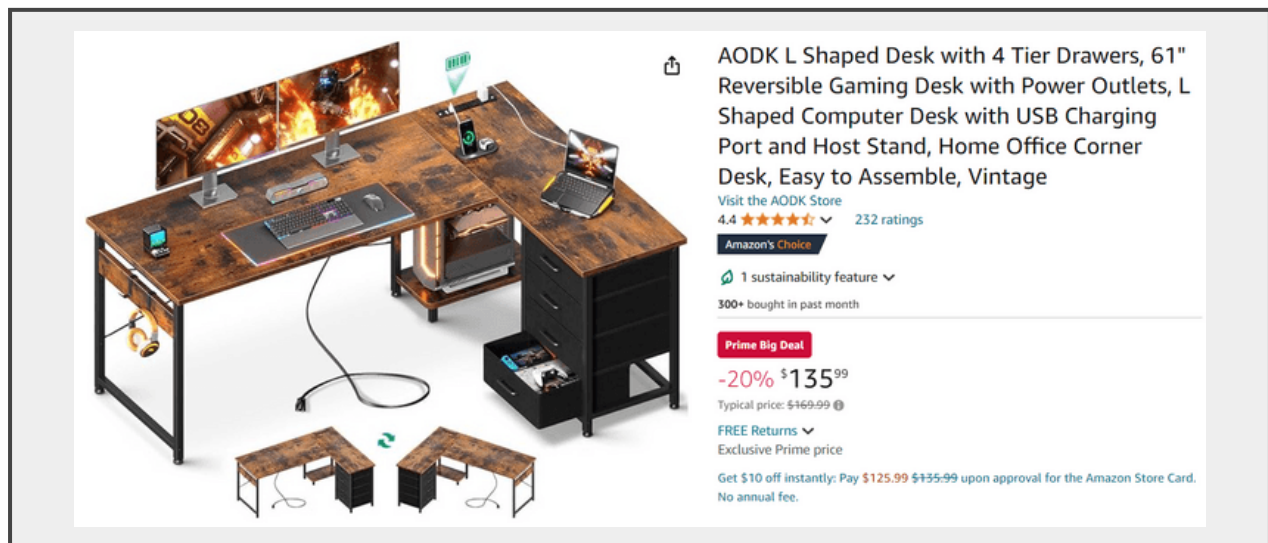 AODK L Shaped Desk with 4 Tier Drawers, 61"
Reversible Gaming Desk with Power Outlets, L
Shaped Computer Desk with USB Charging
Port and Host Stand, Home Office Corner
Desk, Easy to Assemble, Vintage
Visit the AODK Store
4.4 232 ratings
Amazon's Choice
1 sustainability feature
300+ bought in past month
Prime Big Deal
-20% $135⁹⁹
Typical price: $169.99
FREE Returns
Exclusive Prime price
Get $10 off instantly: Pay $125.99 $135.99 upon approval for the Amazon Store Card.
No annual fee.